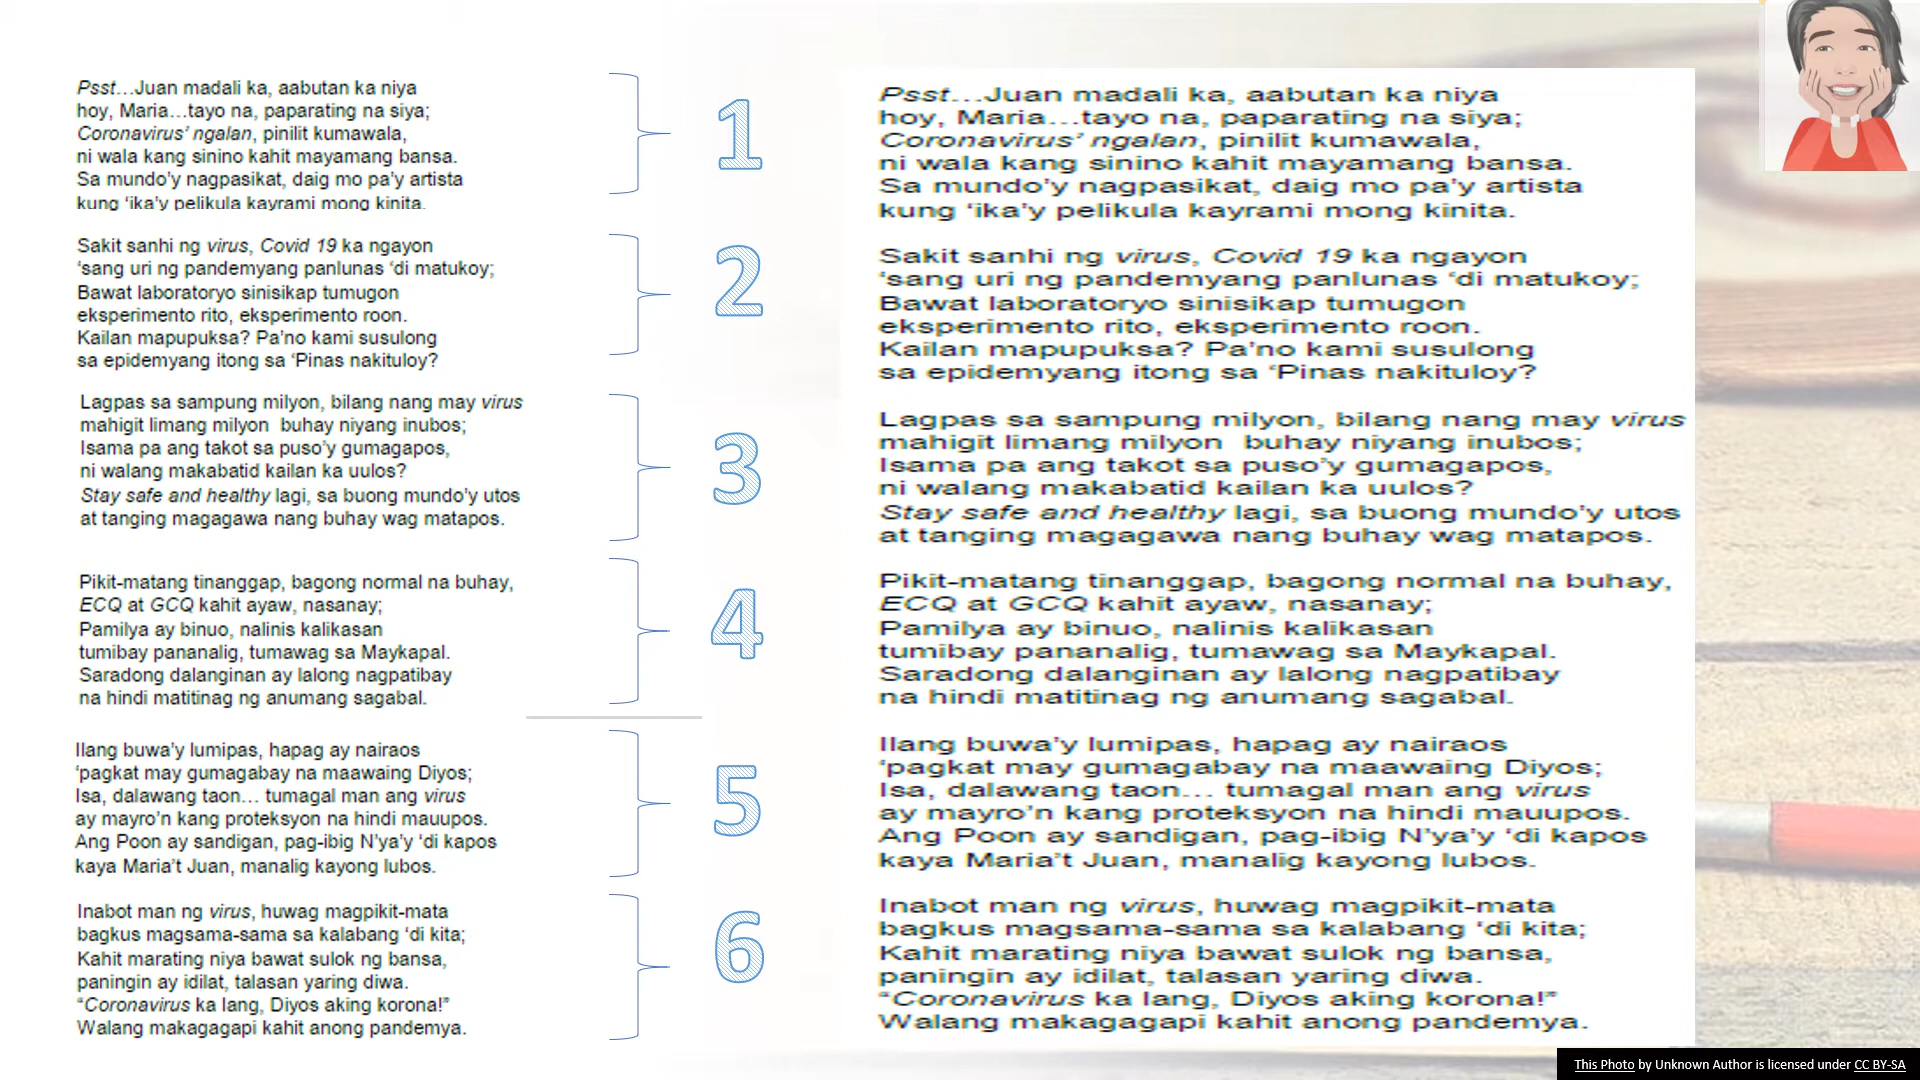 Psst…Juan madali ka, aabutan ka niya
hoy, Maria…tayo na, paparating na siya;
Coronavirus’ ngalan, pinilit kumawala,
ni wala kang sinino kahit mayamang bansa.
Sa mundo’y nagpasikat, daig mo pa’y artista
kung ‘ika’y pelikula kayrami mong kinita.
Sakit sanhi ng virus, Covid 19 ka ngayon
‘sang uri ng pandemyang panlunas ‘di matukoy;
Bawat laboratoryo sinisikap tumugon
eksperimento rito, eksperimento roon.
Kailan mapupuksa? Pa’no kami susulong
sa epidemyang itong sa ‘Pinas nakituloy?
Lagpas sa sampung milyon, bilang nang may virus
mahigit limang milyon buhay niyang inubos;
Isama pa ang takot sa puso’y gumagapos,
ni walang makabatid kailan ka uulos?
Stay safe and healthy lagi, sa buong mundo’y utos
at tanging magagawa nang buhay wag matapos.
Pikit-matang tinanggap, bagong normal na buhay,
ECQ at GCQ kahit ayaw, nasanay;
Pamilya ay binuo, nalinis kalikasan
tumibay pananalig, tumawag sa Maykapal.
Saradong dalanginan ay lalong nagpatibay
na hindi matitinag ng anumang sagabal.
Ilang buwa’y lumipas, hapag ay nairaos
‘pagkat may gumagabay na maawaing Diyos;
Isa, dalawang taon… tumagal man ang virus
ay mayro’n kang proteksyon na hindi mauupos.
Ang Poon ay sandigan, pag-ibig N’ya’y ‘di kapos
kaya Maria’t Juan, manalig kayong lubos.
Inabot man ng virus, huwag magpikit-mata
bagkus magsama-sama sa kalabang ‘di kita;
Kahit marating niya bawat sulok ng bansa,
paningin ay idilat, talasan yaring diwa.
“Coronavirus ka lang, Diyos aking korona!”
Walang makagagapi kahit anong pandemya.
1
2
3
4
5
6
Psst…Juan madali ka, aabutan ka niya
hoy, Maria…tayo na, paparating na siya;
Coronavirus’ ngalan, pinilit kumawala,
ni wala kang sinino kahit mayamang bansa.
Sa mundo’y nagpasikat, daig mo pa’y artista
kung ‘ika’y pelikula kayrami mong kinita.
Sakit sanhi ng virus, Covid 19 ka ngayon
‘sang uri ng pandemyang panlunas ‘di matukoy;
Bawat laboratoryo sinisikap tumugon
eksperimento rito, eksperimento roon.
Kailan mapupuksa? Pa’no kami susulong
sa epidemyang itong sa ‘Pinas nakituloy?
Lagpas sa sampung milyon, bilang nang may virus
mahigit limang milyon buhay niyang inubos;
Isama pa ang takot sa puso’y gumagapos,
ni walang makabatid kailan ka uulos?
Stay safe and healthy lagi, sa buong mundo’y utos
at tanging magagawa nang buhay wag matapos.
Pikit-matang tinanggap, bagong normal na buhay,
ECQ at GCQ kahit ayaw, nasanay;
Pamilya ay binuo, nalinis kalikasan
tumibay pananalig, tumawag sa Maykapal.
Saradong dalanginan ay lalong nagpatibay
na hindi matitinag ng anumang sagabal.
Ilang buwa’y lumipas, hapag ay nairaos
‘pagkat may gumagabay na maawaing Diyos;
Isa, dalawang taon… tumagal man ang virus
ay mayro’n kang proteksyon na hindi mauupos.
Ang Poon ay sandigan, pag-ibig N’ya’y ‘di kapos
kaya Maria’t Juan, manalig kayong lubos.
Inabot man ng virus, huwag magpikit-mata
bagkus magsama-sama sa kalabang ‘di kita;
Kahit marating niya bawat sulok ng bansa,
paningin ay idilat, talasan yaring diwa.
“Coronavirus ka lang, Diyos aking korona!”
Walang makagagapi kahit anong pandemya.
This Photo by Unknown Author is licensed under CC BY-SA